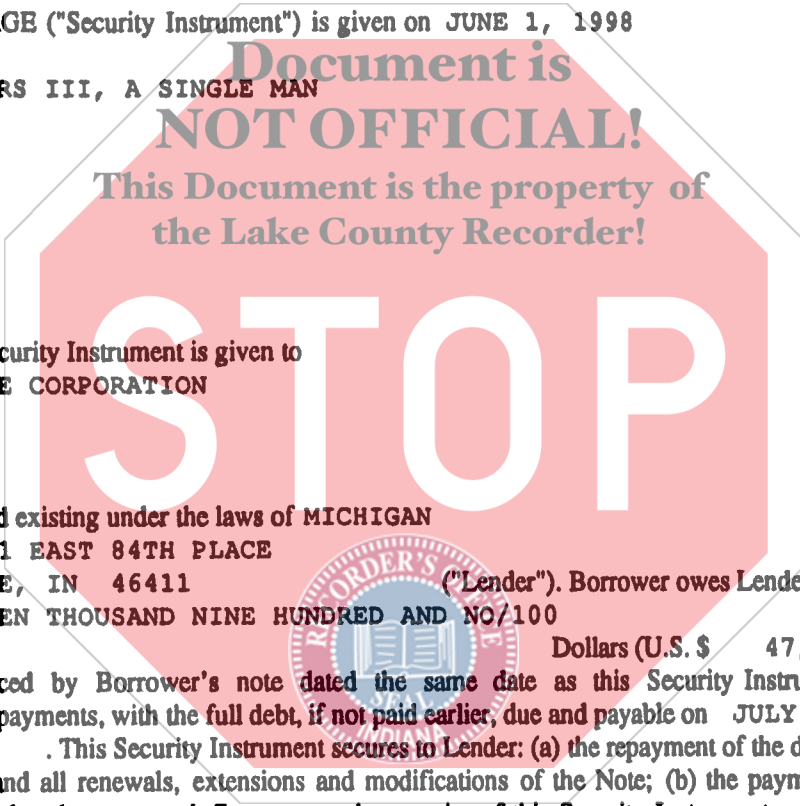 GE ("Security Instrument") is given on JUNE 1, 1998
Document is
RS III, A SINGLE MAN
NOT OFFICIAL!
This Document is the property of
the Lake County Recorder!
STOP
curity Instrument is given to
E CORPORATION
d existing under the laws of MICHIGAN
1 EAST 84TH PLACE
E, IN 46411 ("Lender"). Borrower owes Lende
EN THOUSAND NINE HUNDRED AND NO/100
Dollars (U.S. $ 47,
RECORDER'S OFFICE
SEAL
INDIANA
ced by Borrower's note dated the same date as this Security Instru
payments, with the full debt, if not paid earlier, due and payable on JULY
. This Security Instrument secures to Lender: (a) the repayment of the d
and all renewals, extensions and modifications of the Note; (b) the paym